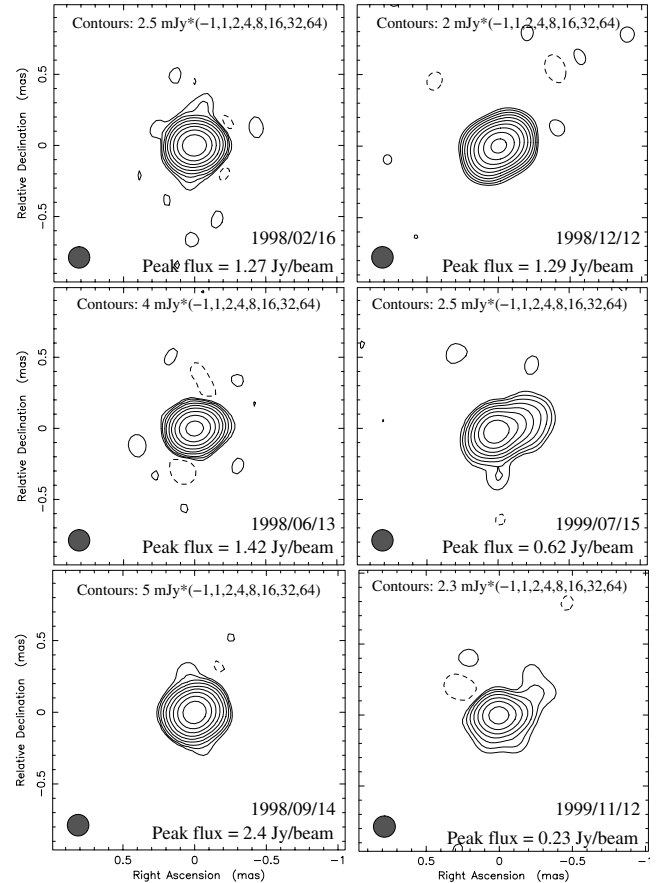 Contours: 2.5 mJy*(−1,1,2,4,8,16,32,64)
Relative Declination (mas)
0.5
0
−0.5
1998/02/16
Peak flux = 1.27 Jy/beam
Contours: 2 mJy*(−1,1,2,4,8,16,32,64)
1998/12/12
Peak flux = 1.29 Jy/beam
Contours: 4 mJy*(−1,1,2,4,8,16,32,64)
Relative Declination (mas)
0.5
0
−0.5
1998/06/13
Peak flux = 1.42 Jy/beam
Contours: 2.5 mJy*(−1,1,2,4,8,16,32,64)
1999/07/15
Peak flux = 0.62 Jy/beam
Contours: 5 mJy*(−1,1,2,4,8,16,32,64)
Relative Declination (mas)
0.5
0
−0.5
1998/09/14
Peak flux = 2.4 Jy/beam
0.5 0 −0.5 −1
Right Ascension (mas)
Contours: 2.3 mJy*(−1,1,2,4,8,16,32,64)
1999/11/12
Peak flux = 0.23 Jy/beam
0.5 0 −0.5 −1
Right Ascension (mas)